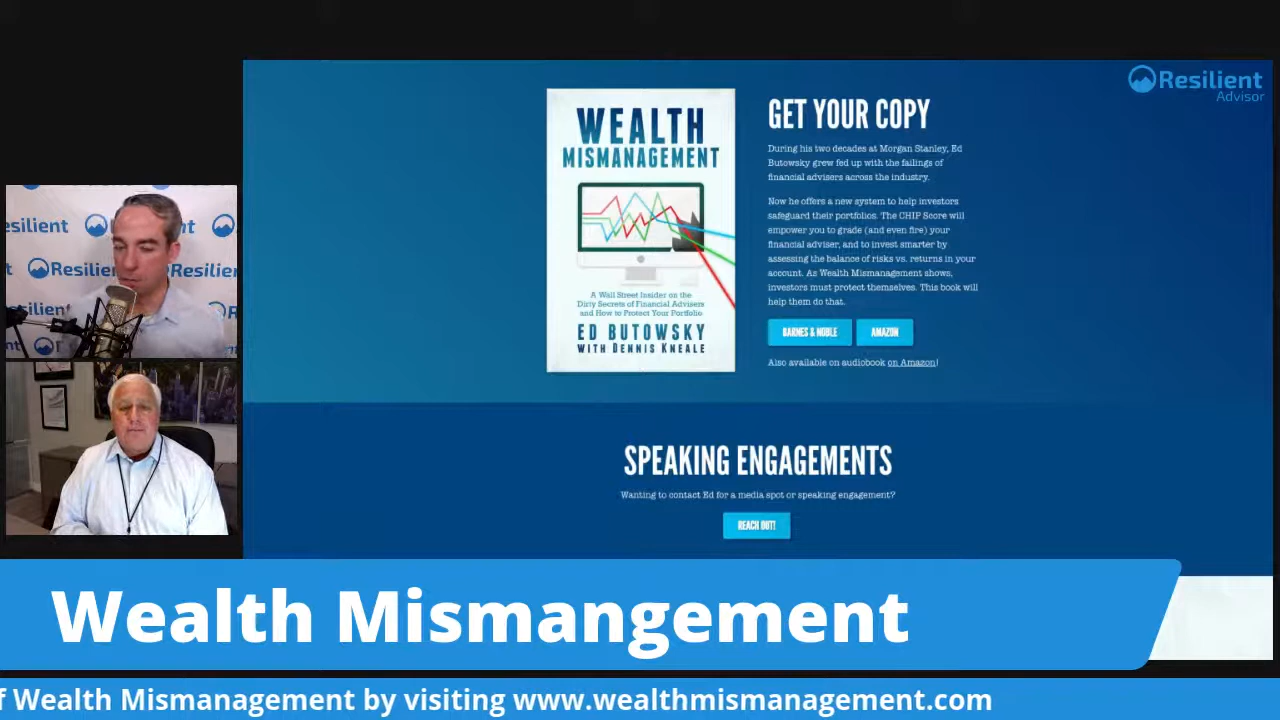 Resilient
Advisor
WEALTH
MISMANAGEMENT
A Wall Street Insider on the
Dirty Secrets of Financial Advisers
and How to Protect Your Portfolio
ED BUTOWSKY
WITH DENNIS KNEALE
GET YOUR COPY
During his two decades at Morgan Stanley, Ed
Butowsky grew fed up with the failings of
financial advisers across the industry.
Now he offers a new system to help investors
safeguard their portfolios. The CHIP Score will
empower you to grade (and even fire) your
financial adviser, and to invest smarter by
assessing the balance of risks vs. returns in your
account. As Wealth Mismanagement shows,
investors must protect themselves. This book will
help them do that.
BARNES & NOBLE AMAZON
Also available on audiobook on Amazon!
esilient
Resilient Resilient
SPEAKING ENGAGEMENTS
Wanting to contact Ed for a media spot or speaking engagement?
REACH OUT!
Wealth Mismangement
f Wealth Mismanagement by visiting www.wealthmismanagement.com